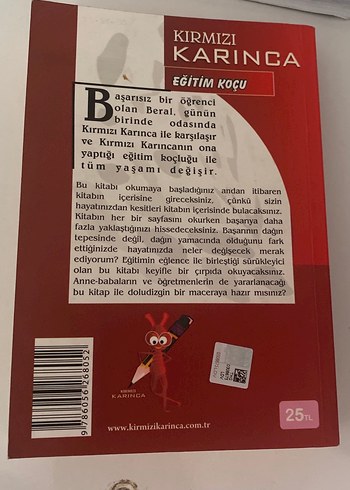 KIRMIZI
KARINCA
EĞİTİM KOÇU
Başarısız bir öğrenci
olan Beral, günün
birinde odasında
Kırmızı Karınca ile karşılaşır
ve Kırmızı Karıncanın ona
yaptığı eğitim koçluğu ile
tüm yaşamı değişir.
Bu kitabı okumaya başladığınız andan itibaren
kitabın içerisine gireceksiniz. çünkü sizin
hayatınızdan kesitleri kitabın içerisinde bulacaksınız.
Kitabın her bir sayfasını okurken başarıya daha
fazla yaklaştığınızı hissedeceksiniz. Başarının dağın
tepesinde değil, dağın yamacında olduğunu fark
ettiğinizde hayatınızda neler değişecek merak
ediyorum? Eğitimin eğlence ile birleştiği sürükleyici
olan bu kitabı keyifle bir çırpıda okuyacaksınız.
Anne-babaların ve öğretmenlerin de yararlanacağı
bu kitap ile doludizgin bir maceraya hazır mısınız?
9786056268052
KIRMIZI
KARINCA
www.kirmizikarinca.com.tr
25TL